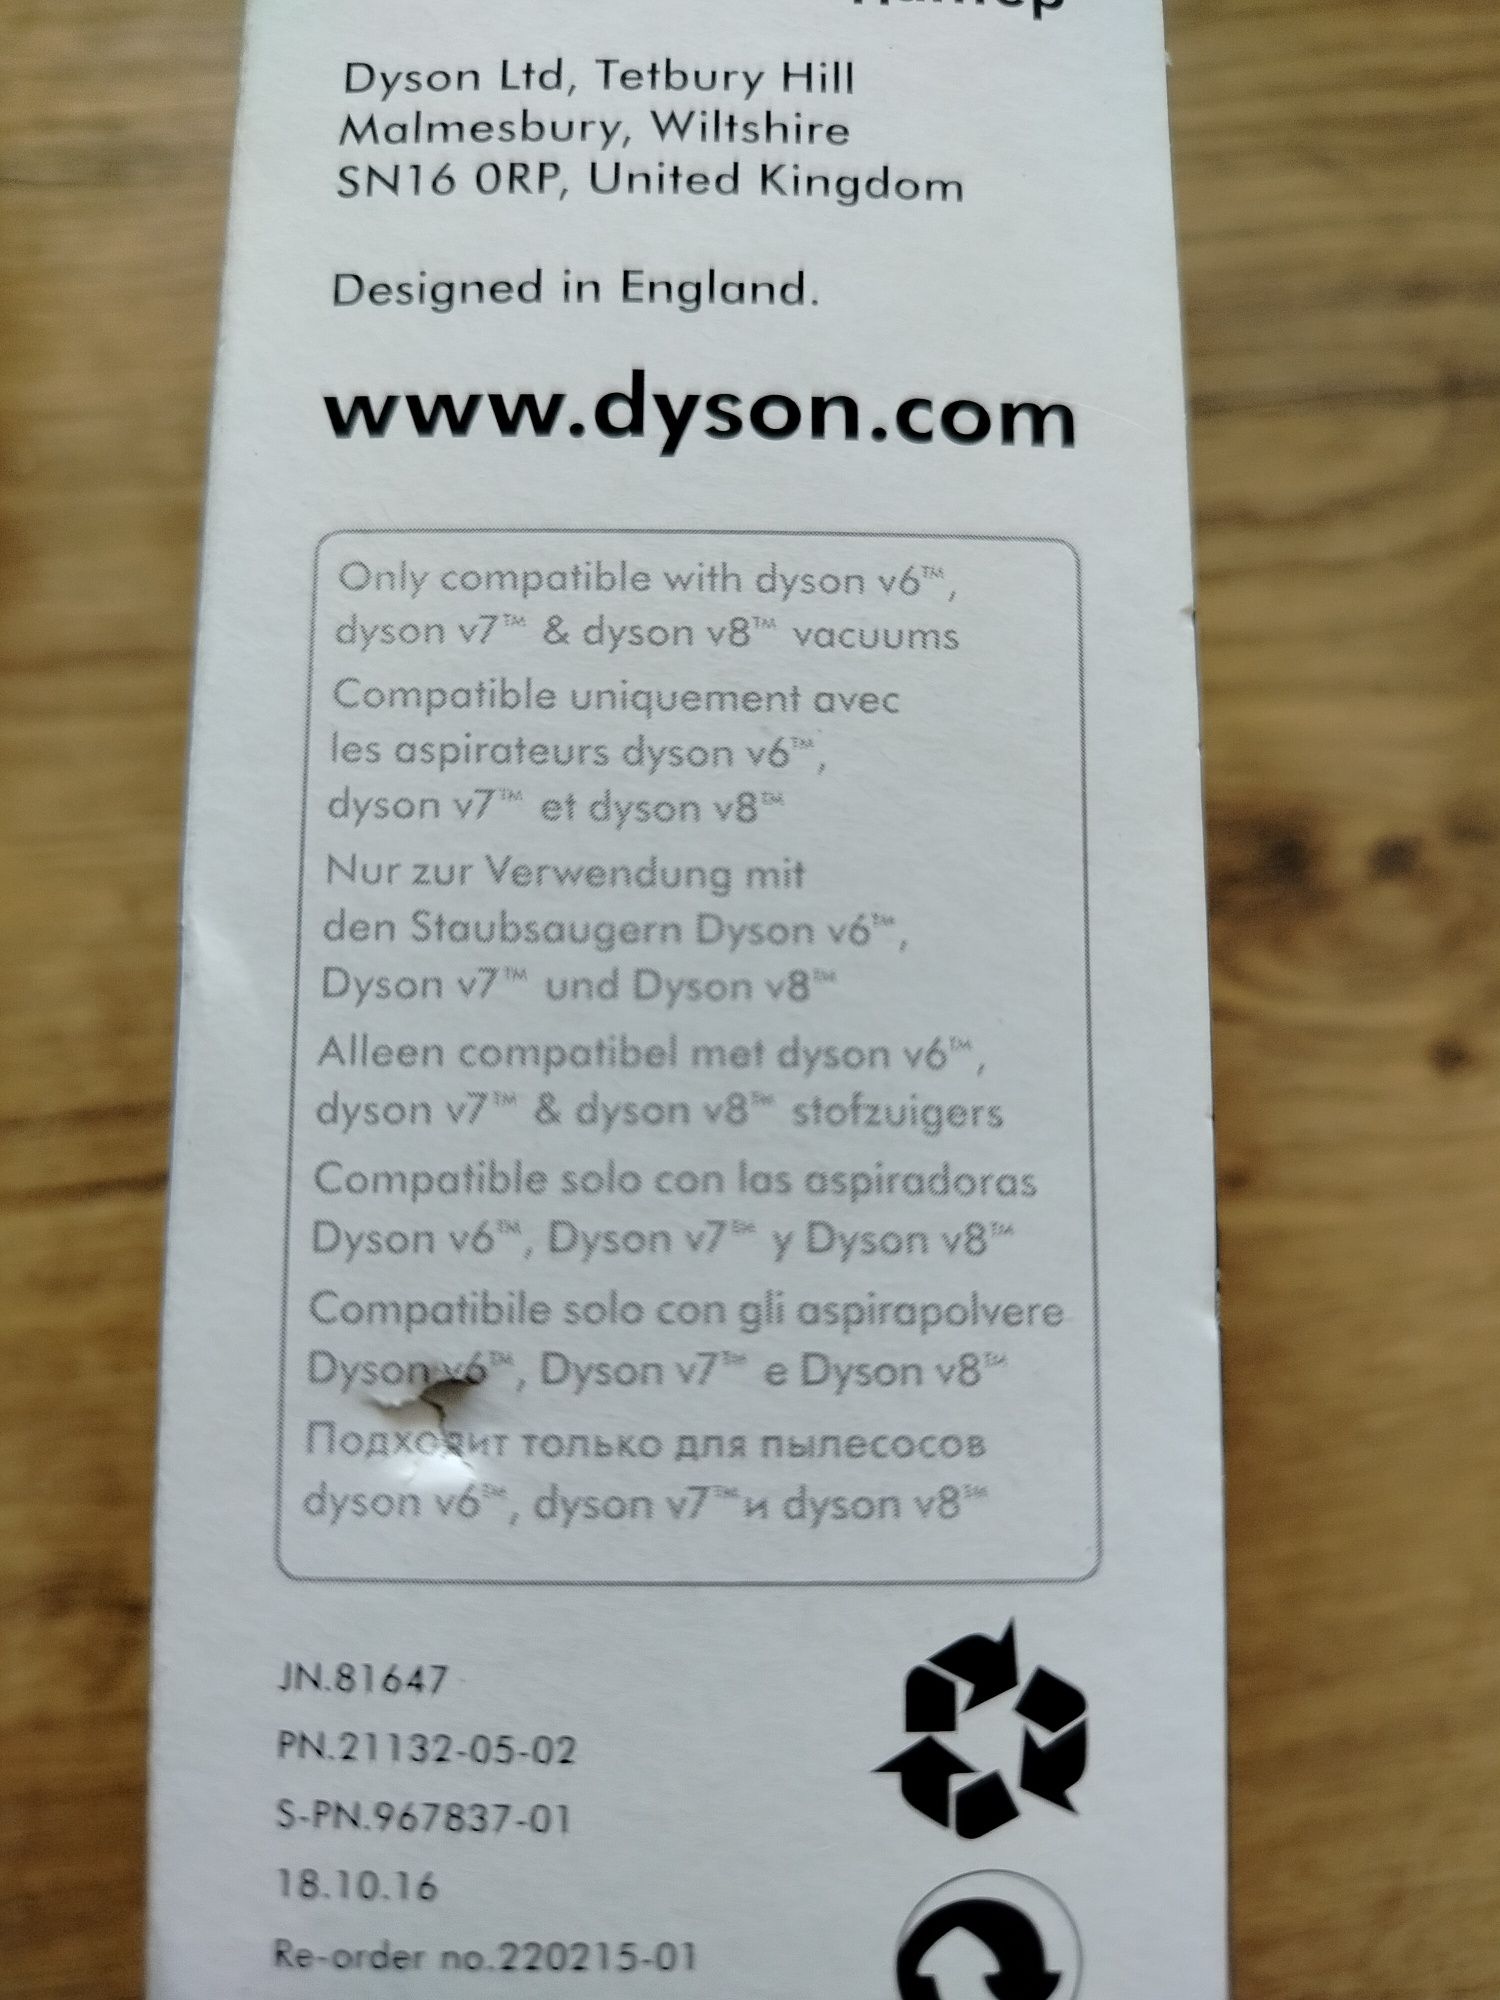 Dyson Ltd, Tetbury Hill
Malmesbury, Wiltshire
SN16 0RP, United Kingdom
Designed in England.
www.dyson.com
Only compatible with dyson v6™,
dyson v7™ & dyson v8™ vacuums
Compatible uniquement avec
les aspirateurs dyson v6™,
dyson v7™ et dyson v8™
Nur zur Verwendung mit
den Staubsaugern Dyson v6™,
Dyson v7™ und Dyson v8™
Alleen compatibel met dyson v6™,
dyson v7™ & dyson v8™ stofzuigers
Compatible solo con las aspiradoras
Dyson v6™, Dyson v7™ y Dyson v8™
Compatibile solo con gli aspirapolvere
Dyson v6™, Dyson v7™ e Dyson v8™
Подходит только для пылесосов
dyson v6™, dyson v7™ и dyson v8™
JN.81647
PN.21132-05-02
S-PN.967837-01
18.10.16
Re-order no.220215-01